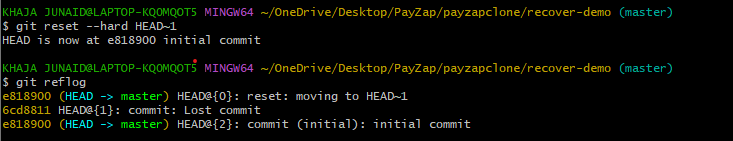 KHAJA JUNAID@LAPTOP-KQOMQOT5 MINGW64 ~/OneDrive/Desktop/PayZap/payzapclone/recover-demo (master)
$ git reset --hard HEAD~1
HEAD is now at e818900 initial commit
KHAJA JUNAID@LAPTOP-KQOMQOT5 MINGW64 ~/OneDrive/Desktop/PayZap/payzapclone/recover-demo (master)
$ git reflog
e818900 (HEAD -> master) HEAD@{0}: reset: moving to HEAD~1
6cd8811 HEAD@{1}: commit: Lost commit
e818900 (HEAD -> master) HEAD@{2}: commit (initial): initial commit